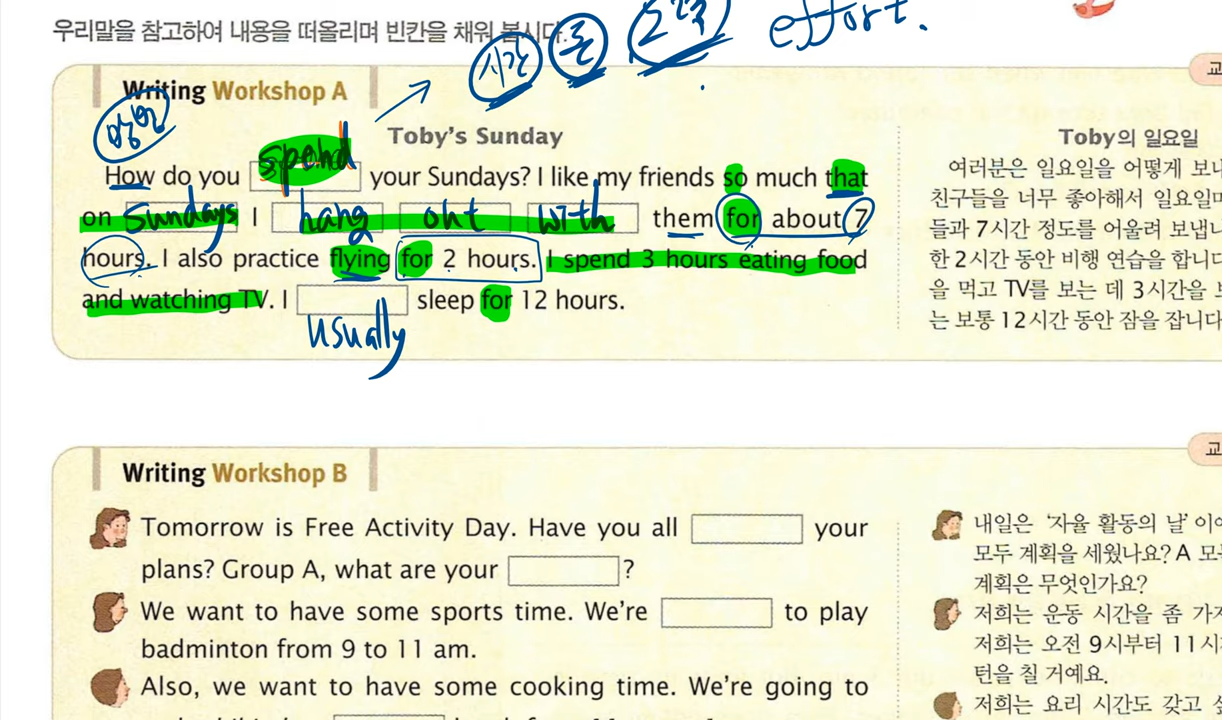 우리말을 참고하여 내용을 떠올리며 빈칸을 채워 봅시다.
시간 돈 노력 effort.
Writing Workshop A
교
방법
Toby's Sunday
How do you spend your Sundays? I like my friends so much that
on Sundays I hang out with them for about 7
hours. I also practice flying for 2 hours. I spend 3 hours eating food
and watching TV. I usually sleep for 12 hours.
Toby의 일요일
여러분은 일요일을 어떻게 보내
친구들을 너무 좋아해서 일요일마
들과 7시간 정도를 어울려 보냅니
한 2시간 동안 비행 연습을 합니다
을 먹고 TV를 보는 데 3시간을 보
는 보통 12시간 동안 잠을 잡니다
Writing Workshop B
교
Tomorrow is Free Activity Day. Have you all your
plans? Group A, what are your ?
We want to have some sports time. We're to play
badminton from 9 to 11 am.
Also, we want to have some cooking time. We're going to
내일은 '자율 활동의 날'이에
모두 계획을 세웠나요? A 모둠
계획은 무엇인가요?
저희는 운동 시간을 좀 가지
저희는 오전 9시부터 11시
턴을 칠 거예요.
저희는 요리 시간도 갖고 싶